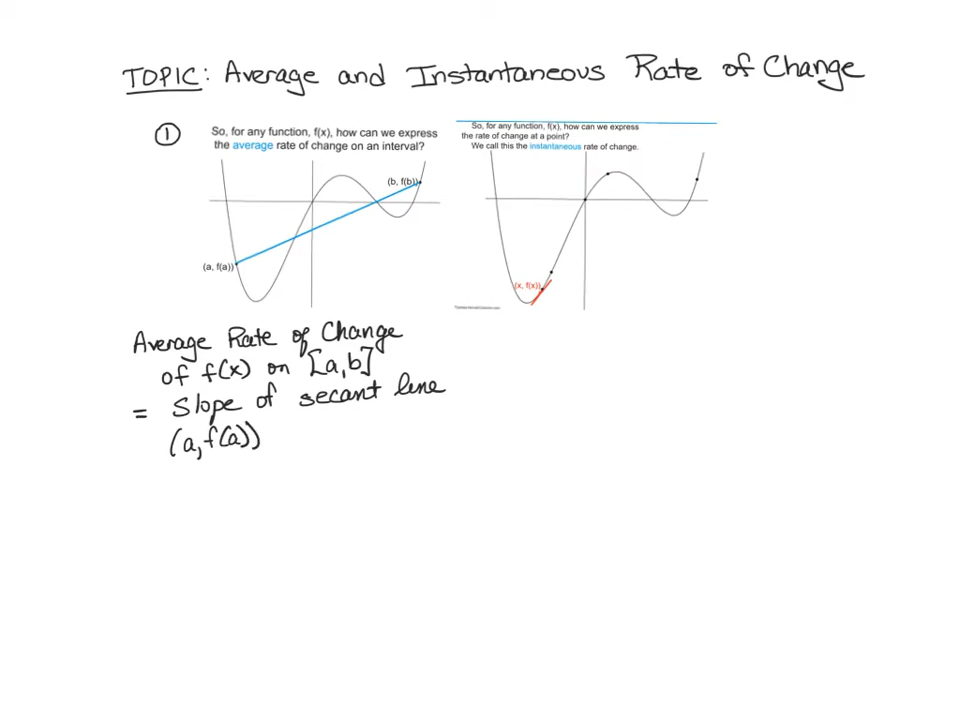 TOPIC: Average and Instantaneous Rate of Change
①
So, for any function, f(x), how can we express
the average rate of change on an interval?
(b, f(b))
(a, f(a))
So, for any function, f(x), how can we express
the rate of change at a point?
We call this the instantaneous rate of change.
(x, f(x))
Average Rate of Change
of f(x) on [a,b]
= Slope of secant line
(a, f(a))